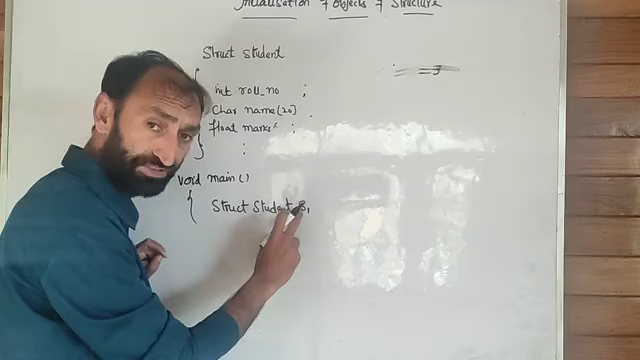 Initialisation of Objects of Structure
Struct Student
{
int roll_no ;
Char name[20] ;
float marks ;
} ;
void main()
{
Struct Student S1